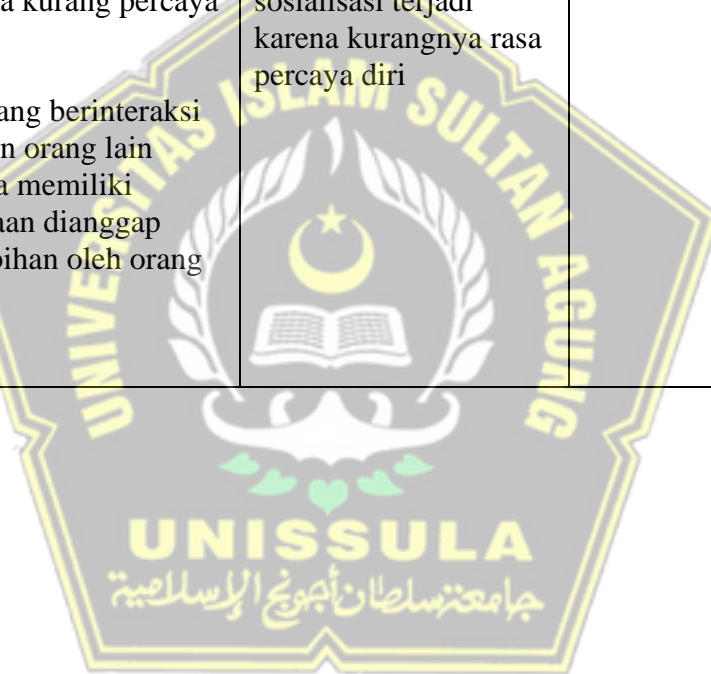 a kurang percaya
ang berinteraksi
n orang lain
a memiliki
aan dianggap
bihan oleh orang
sosialisasi terjadi
karena kurangnya rasa
percaya diri
UNIVERSITAS ISLAM SULTAN AGUNG
UNISSULA
جامعة سلطان أجونج الإسلامية